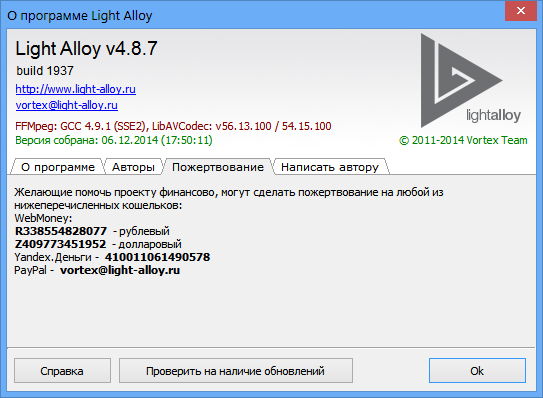 О программе Light Alloy
Light Alloy v4.8.7
build 1937
http://www.light-alloy.ru
vortex@light-alloy.ru
lightalloy
FFMpeg: GCC 4.9.1 (SSE2), LibAVCodec: v56.13.100 / 54.15.100
Версия собрана: 06.12.2014 (17:50:11)
© 2011-2014 Vortex Team
О программе
Авторы
Пожертвование
Написать автору
Желающие помочь проекту финансово, могут сделать пожертвование на любой из
нижеперечисленных кошельков:
WebMoney:
R338554828077 - рублевый
Z409773451952 - долларовый
Yandex.Деньги - 410011061490578
PayPal - vortex@light-alloy.ru
Справка
Проверить на наличие обновлений
Ok